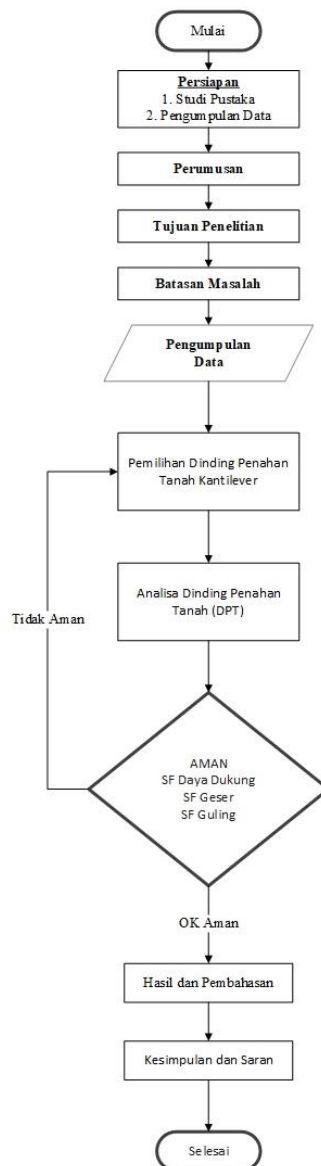 Mulai
Persiapan
1. Studi Pustaka
2. Pengumpulan Data
Perumusan
Tujuan Penelitian
Batasan Masalah
Pengumpulan
Data
Pemilihan Dinding Penahan
Tanah Kantilever
Analisa Dinding Penahan
Tanah (DPT)
Tidak Aman
AMAN
SF Daya Dukung
SF Geser
SF Guling
OK Aman
Hasil dan Pembahasan
Kesimpulan dan Saran
Selesai